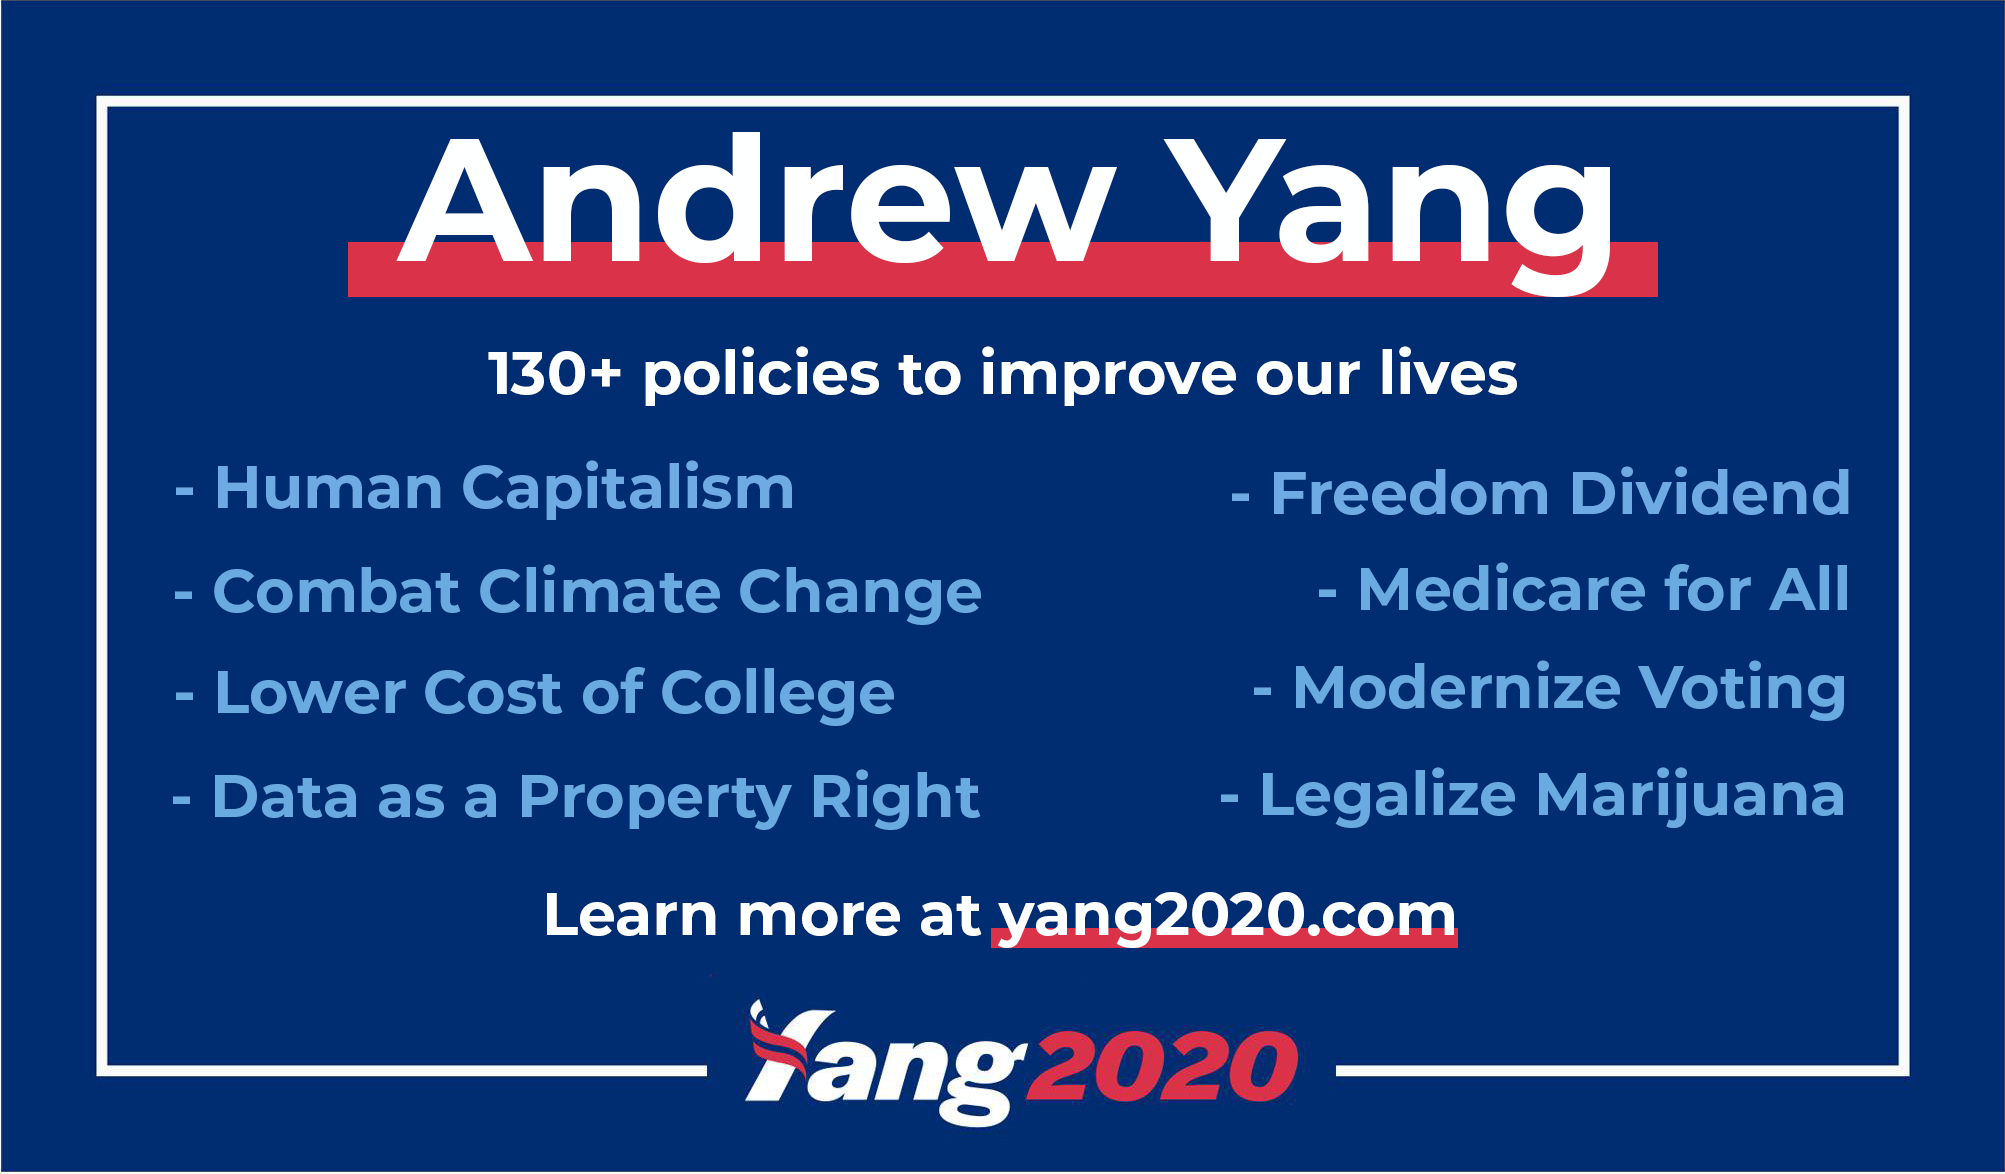 Andrew Yang
130+ policies to improve our lives
- Human Capitalism
- Combat Climate Change
- Lower Cost of College
- Data as a Property Right
- Freedom Dividend
- Medicare for All
- Modernize Voting
- Legalize Marijuana
Learn more at yang2020.com
Yang2020